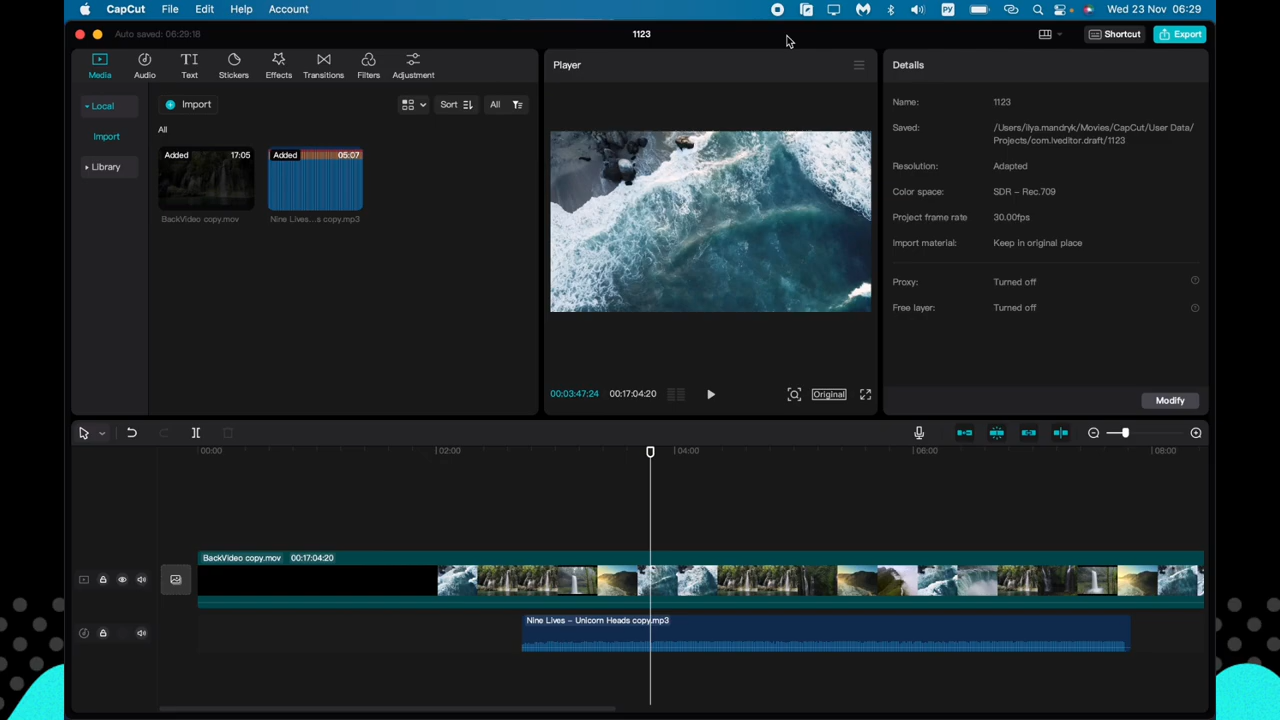 CapCut File Edit Help Account
РУ Wed 23 Nov 06:29
Auto saved: 06:29:18
1123
Shortcut
Export
Media Audio Text Stickers Effects Transitions Filters Adjustment
Local
Import
Library
Import
Sort
All
All
Added 17:05
BackVideo copy.mov
Added 05:07
Nine Lives...s copy.mp3
Player
00:03:47:24 00:17:04:20
Original
Details
Name: 1123
Saved: /Users/ilya.mandryk/Movies/CapCut/User Data/
Projects/com.lveditor.draft/1123
Resolution: Adapted
Color space: SDR – Rec.709
Project frame rate 30.00fps
Import material: Keep in original place
Proxy: Turned off
Free layer: Turned off
Modify
00:00 02:00 04:00 06:00 08:00
BackVideo copy.mov 00:17:04:20
Nine Lives – Unicorn Heads copy.mp3